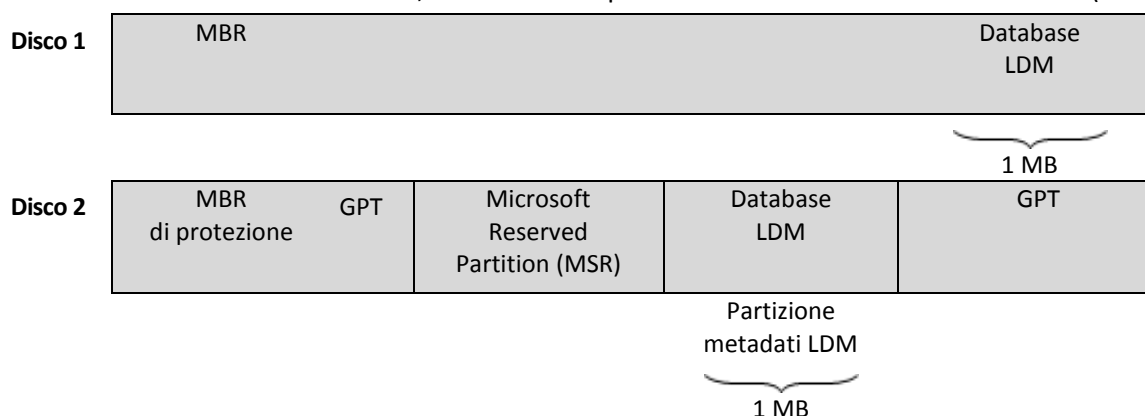 Disco 1
MBR
Database
LDM
1 MB
Disco 2
MBR
di protezione
GPT
Microsoft
Reserved
Partition (MSR)
Database
LDM
GPT
Partizione
metadati LDM
1 MB